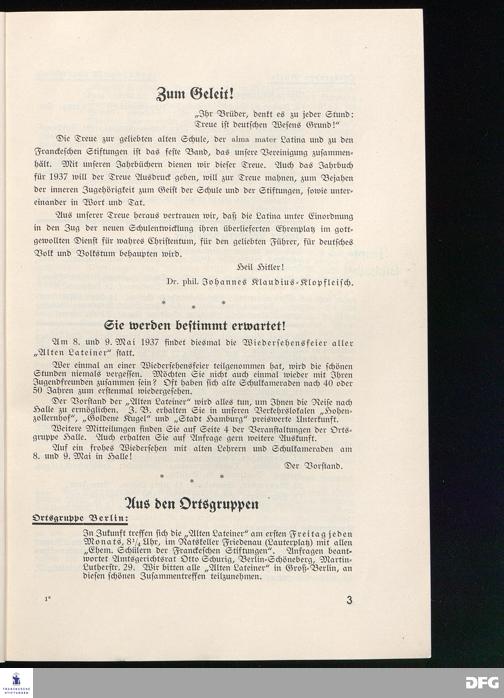 Zum Geleit!
„Ihr Brüder, denkt es zu jeder Stund:
Treue ist deutschen Wesens Grund!“
Die Treue zur geliebten alten Schule, der alma mater Latina und zu den
Franckeschen Stiftungen ist das feste Band, das unsere Vereinigung zusammen-
hält. Mit unseren Jahrbüchern dienen wir dieser Treue. Auch das Jahrbuch
für 1937 will der Treue Ausdruck geben, will zur Treue mahnen, zum Bejahen
der inneren Zugehörigkeit zum Geist der Schule und der Stiftungen, sowie unter-
einander in Wort und Tat.
Aus unserer Treue heraus vertrauen wir, daß die Latina unter Einordnung
in den Zug der neuen Schulentwicklung ihren überlieferten Ehrenplatz im gott-
gewollten Dienst für wahres Christentum, für den geliebten Führer, für deutsches
Volk und Volkstum behaupten wird.
Heil Hitler!
Dr. phil. Johannes Klaudius-Klopfleisch.
* * *
Sie werden bestimmt erwartet!
Am 8. und 9. Mai 1937 findet diesmal die Wiedersehensfeier aller
„Alten Lateiner“ statt.
Wer einmal an einer Wiedersehensfeier teilgenommen hat, wird die schönen
Stunden niemals vergessen. Möchten Sie nicht auch einmal wieder mit Ihren
Jugendfreunden zusammen sein? Oft haben sich alte Schulkameraden nach 40 oder
50 Jahren zum erstenmal wiedergesehen.
Der Vorstand der „Alten Lateiner“ wird alles tun, um Ihnen die Reise nach
Halle zu ermöglichen. Z. B. erhalten Sie in unseren Verkehrslokalen „Hohen-
zollernhof“, „Goldene Kugel“ und „Stadt Hamburg“ preiswerte Unterkunft.
Weitere Mitteilungen finden Sie auf Seite 4 der Veranstaltungen der Orts-
gruppe Halle. Auch erhalten Sie auf Anfrage gern weitere Auskunft.
Auf ein frohes Wiedersehen mit alten Lehrern und Schulkameraden am
8. und 9. Mai in Halle!
Der Vorstand.
* * *
Aus den Ortsgruppen
Ortsgruppe Berlin:
In Zukunft treffen sich die „Alten Lateiner“ am ersten Freitag jeden
Monats, 8¼ Uhr, im Ratskeller Friedenau (Lauterplatz) mit allen
„Ehem. Schülern der Franckeschen Stiftungen“. Anfragen beant-
wortet Amtsgerichtsrat Otto Schurig, Berlin-Schöneberg, Martin-
Lutherstr. 29. Wir bitten alle „Alten Lateiner“ in Groß-Berlin, an
diesen schönen Zusammentreffen teilzunehmen.
1*
3
FRANCKESCHE
STIFTUNGEN
DFG